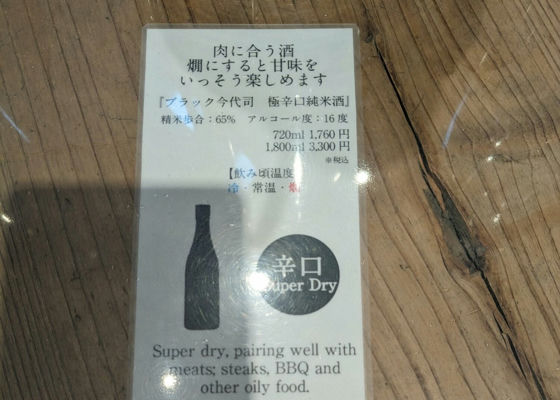 肉に合う酒
燗にすると甘味を
いっそう楽しめます
『ブラック今代司　極辛口純米酒』
精米歩合：65%　アルコール度：16度
720ml 1,760円
1,800ml 3,300円
※税込
【飲み頃温度】
冷・常温・燗
辛口
Super Dry
Super dry, pairing well with
meats; steaks, BBQ and
other oily food.